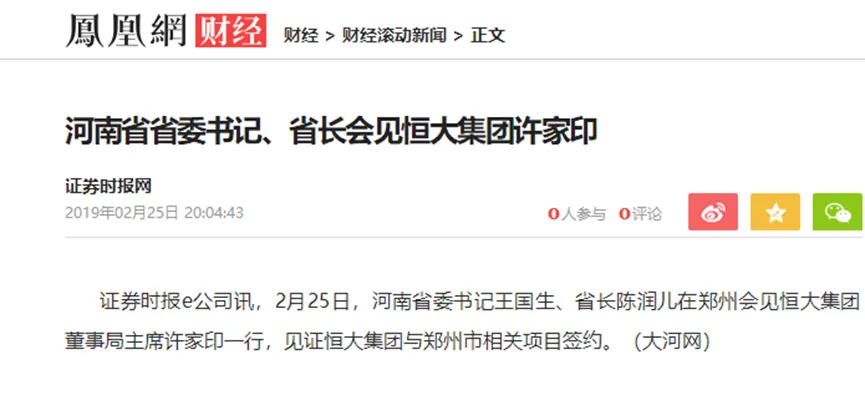 鳳凰網财经 财经 > 财经滚动新闻 > 正文
河南省省委书记、省长会见恒大集团许家印
证券时报网
2019年02月25日 20:04:43
0人参与 0评论
证券时报e公司讯，2月25日，河南省委书记王国生、省长陈润儿在郑州会见恒大集团
董事局主席许家印一行，见证恒大集团与郑州市相关项目签约。（大河网）